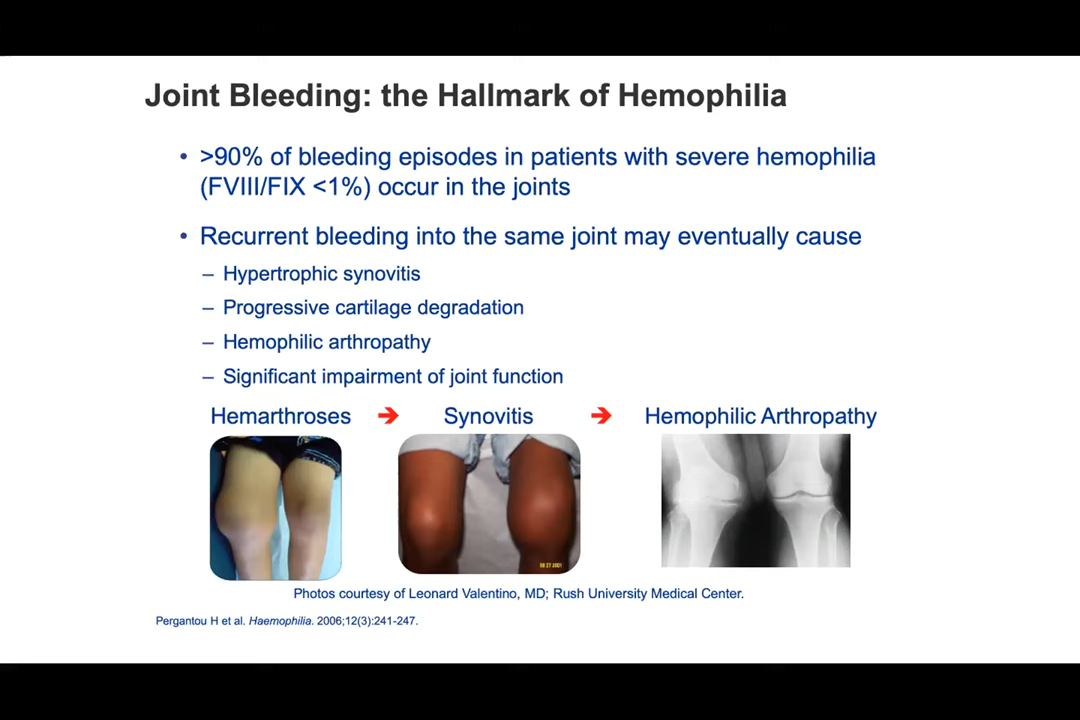 Joint Bleeding: the Hallmark of Hemophilia
• >90% of bleeding episodes in patients with severe hemophilia
(FVIII/FIX <1%) occur in the joints
• Recurrent bleeding into the same joint may eventually cause
– Hypertrophic synovitis
– Progressive cartilage degradation
– Hemophilic arthropathy
– Significant impairment of joint function
Hemarthroses ➔ Synovitis ➔ Hemophilic Arthropathy
Photos courtesy of Leonard Valentino, MD; Rush University Medical Center.
Pergantou H et al. Haemophilia. 2006;12(3):241-247.